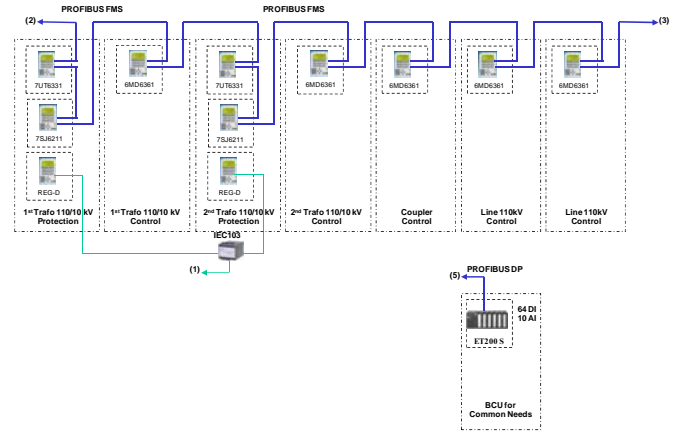 PROFIBUS FMS
PROFIBUS FMS
(2)
(3)
7UT6331
6MD6361
7UT6331
6MD6361
6MD6361
6MD6361
6MD6361
7SJ6211
7SJ6211
REG-D
REG-D
1st Trafo 110/10 kV
Protection
1st Trafo 110/10 kV
Control
2nd Trafo 110/10 kV
Protection
2nd Trafo 110/10 kV
Control
Coupler
Control
Line 110kV
Control
Line 110kV
Control
IEC103
(1)
PROFIBUS DP
(5)
64 DI
10 AI
ET200 S
BCU for
Common Needs